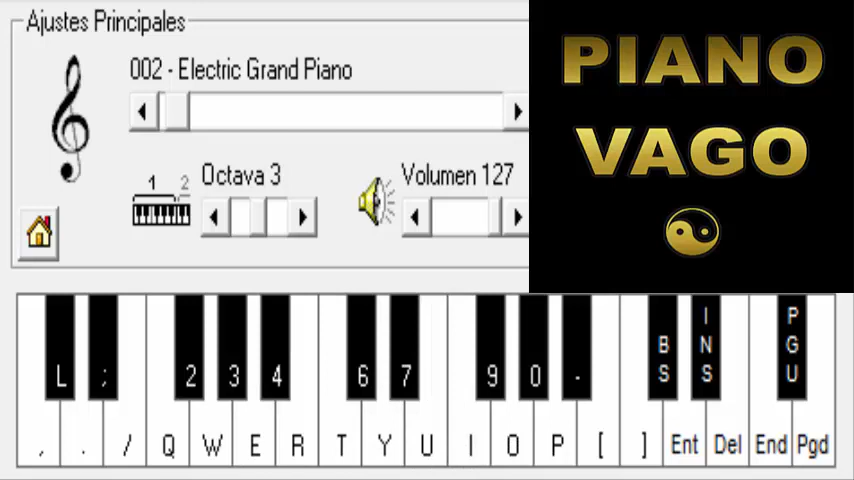 Ajustes Principales
002 - Electric Grand Piano
PIANO
VAGO
1 2
Octava 3
Volumen 127
L ; 2 3 4 6 7 9 0 - BS INS PGU
, . / Q W E R T Y U I O P [ ] Ent Del End Pgd